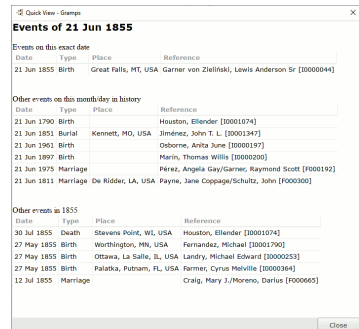 Quick View - Gramps
Events of 21 Jun 1855
Events on this exact date
Date Type Place Reference
21 Jun 1855 Birth Great Falls, MT, USA Garner von Zieliński, Lewis Anderson Sr [I0000044]
Other events on this month/day in history
Date Type Place Reference
21 Jun 1790 Birth Houston, Ellender [I0001074]
21 Jun 1851 Burial Kennett, MO, USA Jiménez, John T. L. [I0001347]
21 Jun 1961 Birth Osborne, Anita June [I0000197]
21 Jun 1897 Birth Marín, Thomas Willis [I0000200]
21 Jun 1975 Marriage Pérez, Angela Gay/Garner, Raymond Scott [F000192]
21 Jun 1811 Marriage De Ridder, LA, USA Payne, Jane Coppage/Schultz, John [F000300]
Other events in 1855
Date Type Place Reference
30 Jul 1855 Death Stevens Point, WI, USA Houston, Ellender [I0001074]
27 May 1855 Birth Worthington, MN, USA Fernandez, Michael [I0001790]
27 May 1855 Birth Ottawa, La Salle, IL, USA Landry, Michael Edward [I0000253]
27 May 1855 Birth Palatka, Putnam, FL, USA Farmer, Cyrus Melville [I0000364]
12 Jul 1855 Marriage Craig, Mary J./Moreno, Darius [F000665]
Close